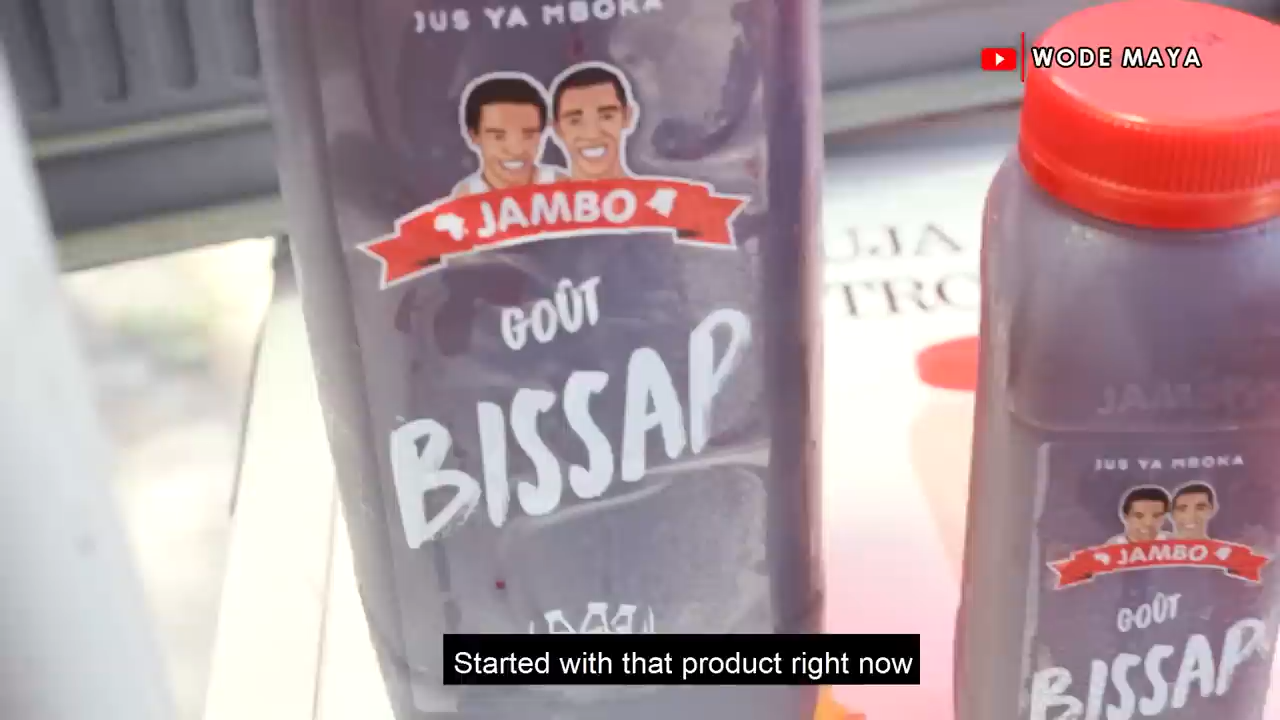 JUS YA MBOKA
WODE MAYA
JAMBO
GOÛT
BISSAP
JUS YA MBOKA
JAMBO
GOÛT
BISSAP
Started with that product right now